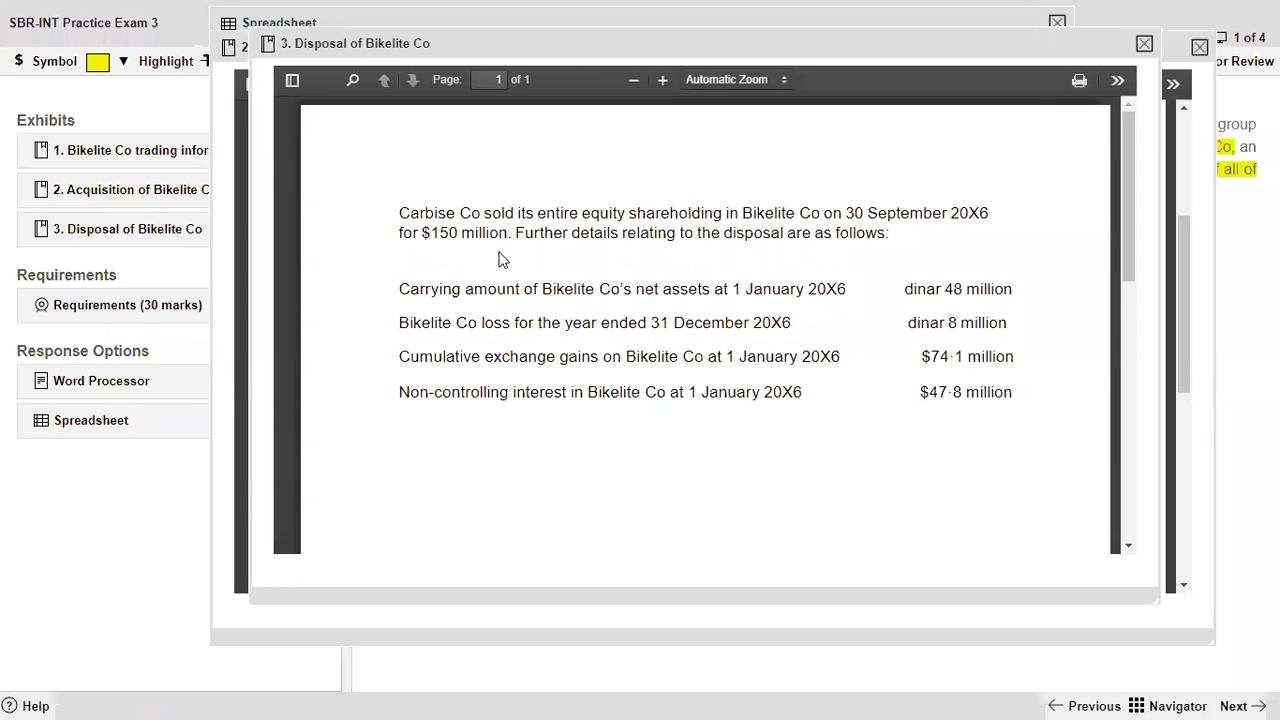 SBR-INT Practice Exam 3
Spreadsheet
1 of 4
2
3. Disposal of Bikelite Co
$ Symbol
Highlight
or Review
Page: 1 of 1
Automatic Zoom
Exhibits
group
1. Bikelite Co trading infor
Co, an
2. Acquisition of Bikelite C
f all of
3. Disposal of Bikelite Co
Carbise Co sold its entire equity shareholding in Bikelite Co on 30 September 20X6
for $150 million. Further details relating to the disposal are as follows:
Requirements
Carrying amount of Bikelite Co's net assets at 1 January 20X6 dinar 48 million
Requirements (30 marks)
Bikelite Co loss for the year ended 31 December 20X6 dinar 8 million
Response Options
Cumulative exchange gains on Bikelite Co at 1 January 20X6 $74·1 million
Word Processor
Non-controlling interest in Bikelite Co at 1 January 20X6 $47·8 million
Spreadsheet
Help
Previous
Navigator
Next